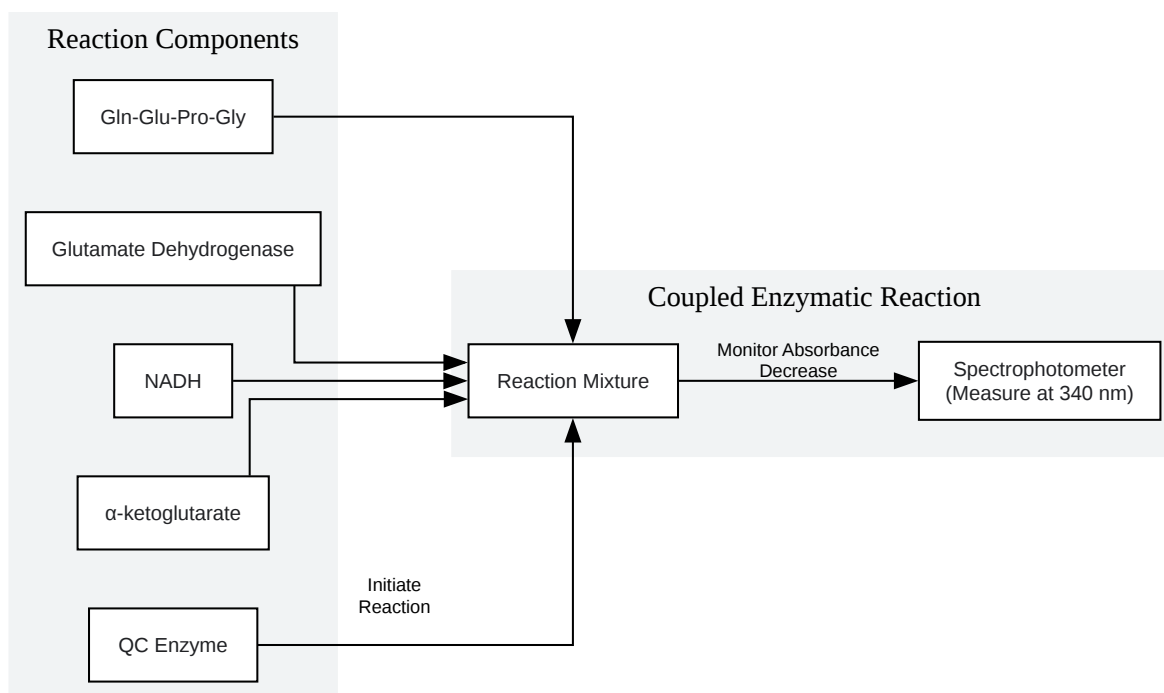 Reaction Components
Gln-Glu-Pro-Gly
Glutamate Dehydrogenase
Coupled Enzymatic Reaction
NADH
Reaction Mixture
Monitor Absorbance
Decrease
Spectrophotometer
(Measure at 340 nm)
α-ketoglutarate
Initiate
Reaction
QC Enzyme